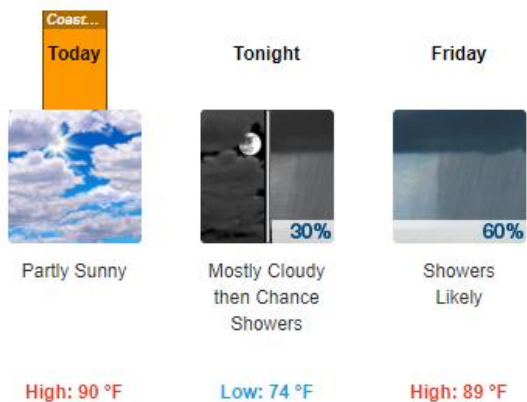 Coast...
Today
Tonight
Friday
30%
60%
Partly Sunny
Mostly Cloudy
then Chance
Showers
Showers
Likely
High: 90 °F
Low: 74 °F
High: 89 °F